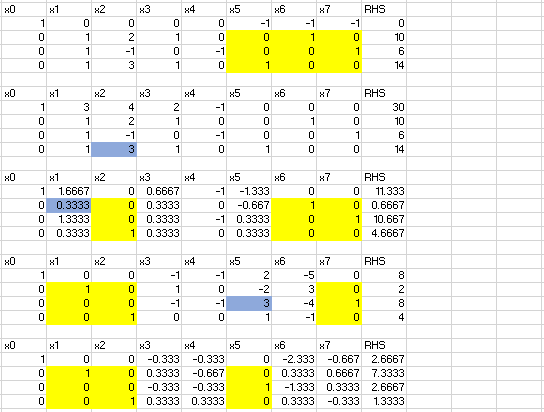 x0 x1 x2 x3 x4 x5 x6 x7 RHS
1 0 0 0 0 -1 -1 -1 0
0 1 2 1 0 0 1 0 10
0 1 -1 0 -1 0 0 1 6
0 1 3 1 0 1 0 0 14
x0 x1 x2 x3 x4 x5 x6 x7 RHS
1 3 4 2 -1 0 0 0 30
0 1 2 1 0 0 1 0 10
0 1 -1 0 -1 0 0 1 6
0 1 3 1 0 1 0 0 14
x0 x1 x2 x3 x4 x5 x6 x7 RHS
1 1.6667 0 0.6667 -1 -1.333 0 0 11.333
0 0.3333 0 0.3333 0 -0.667 1 0 0.6667
0 1.3333 0 0.3333 -1 0.3333 0 1 10.667
0 0.3333 1 0.3333 0 0.3333 0 0 4.6667
x0 x1 x2 x3 x4 x5 x6 x7 RHS
1 0 0 -1 -1 2 -5 0 8
0 1 0 1 0 -2 3 0 2
0 0 0 -1 -1 3 -4 1 8
0 0 1 0 0 1 -1 0 4
x0 x1 x2 x3 x4 x5 x6 x7 RHS
1 0 0 -0.333 -0.333 0 -2.333 -0.667 2.6667
0 1 0 0.3333 -0.667 0 0.3333 0.6667 7.3333
0 0 0 -0.333 -0.333 1 -1.333 0.3333 2.6667
0 0 1 0.3333 0.3333 0 0.3333 -0.333 1.3333